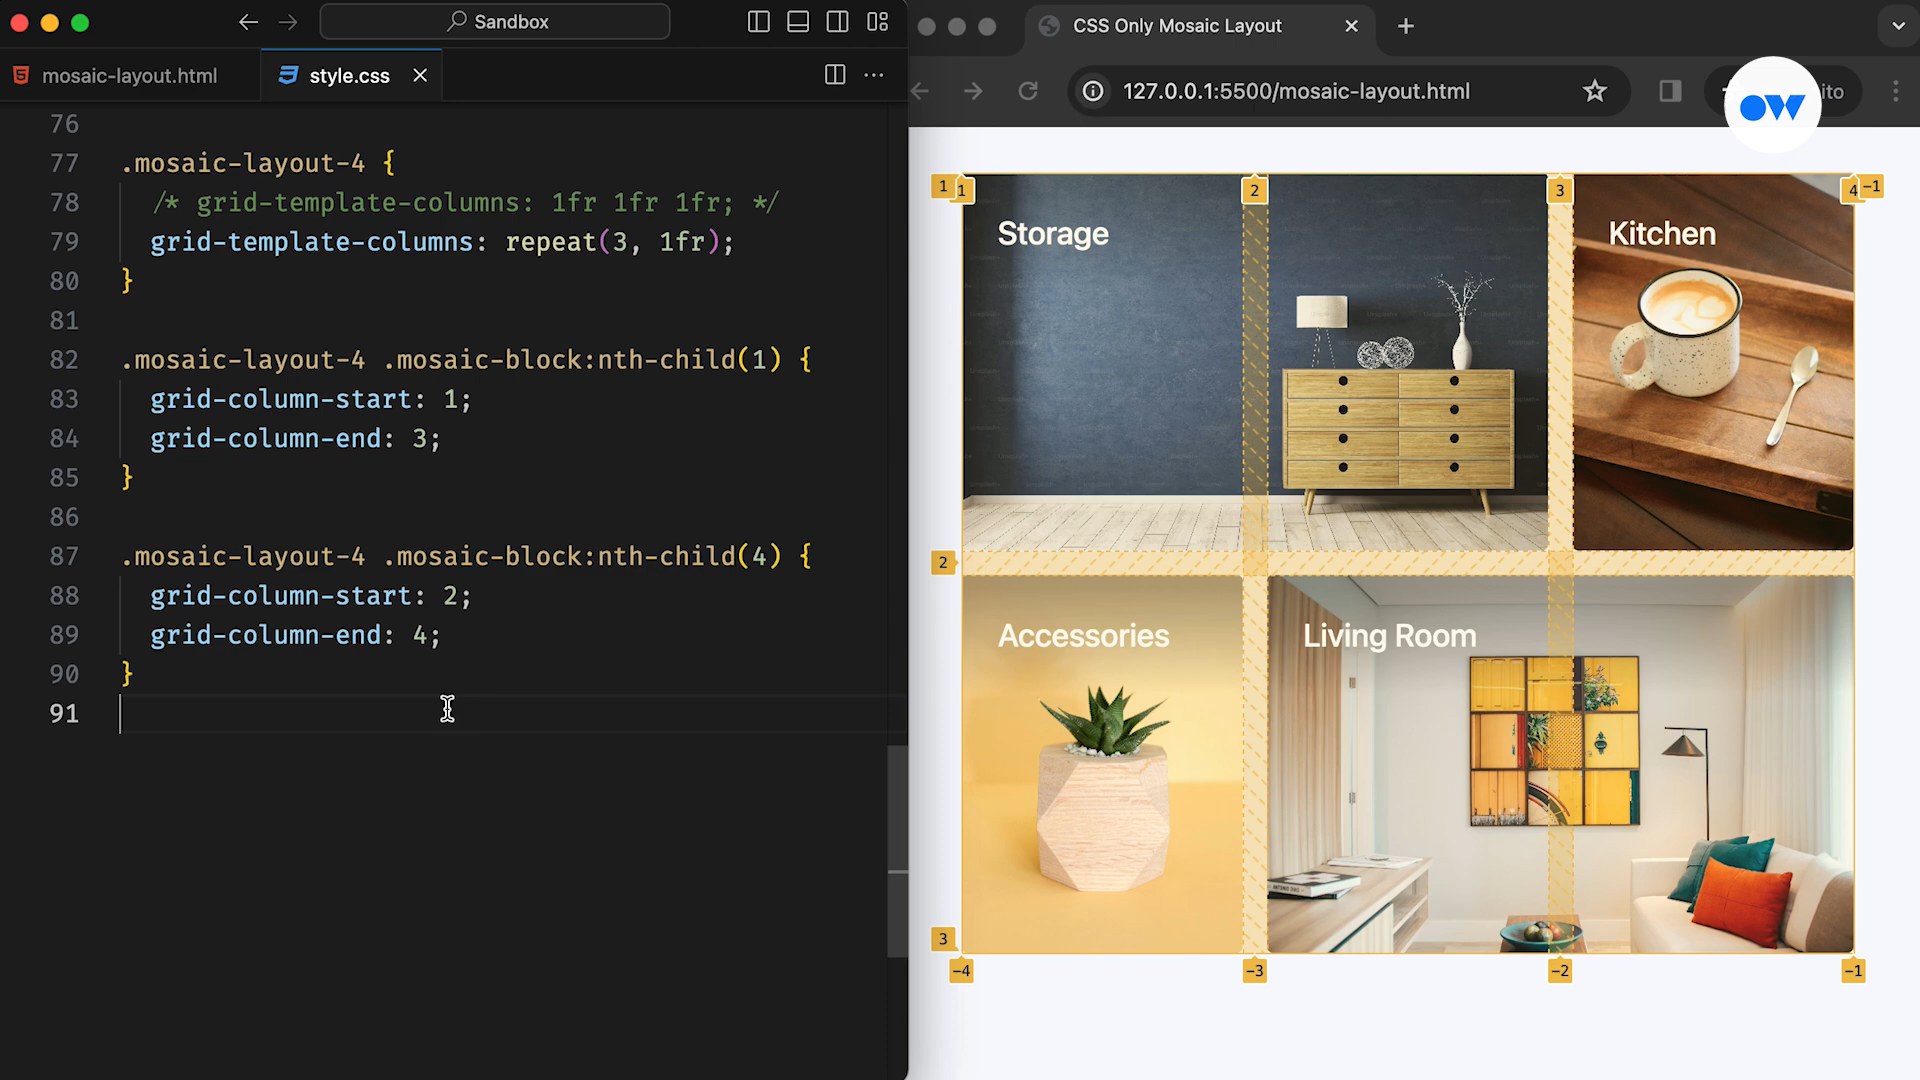 Sandbox
mosaic-layout.html
style.css
76
77 .mosaic-layout-4 {
78 /* grid-template-columns: 1fr 1fr 1fr; */
79 grid-template-columns: repeat(3, 1fr);
80 }
81
82 .mosaic-layout-4 .mosaic-block:nth-child(1) {
83 grid-column-start: 1;
84 grid-column-end: 3;
85 }
86
87 .mosaic-layout-4 .mosaic-block:nth-child(4) {
88 grid-column-start: 2;
89 grid-column-end: 4;
90 }
91
CSS Only Mosaic Layout
127.0.0.1:5500/mosaic-layout.html
ito
OW
1 1 2 3 4 -1
Storage
Kitchen
2
Accessories
Living Room
3
-4 -3 -2 -1